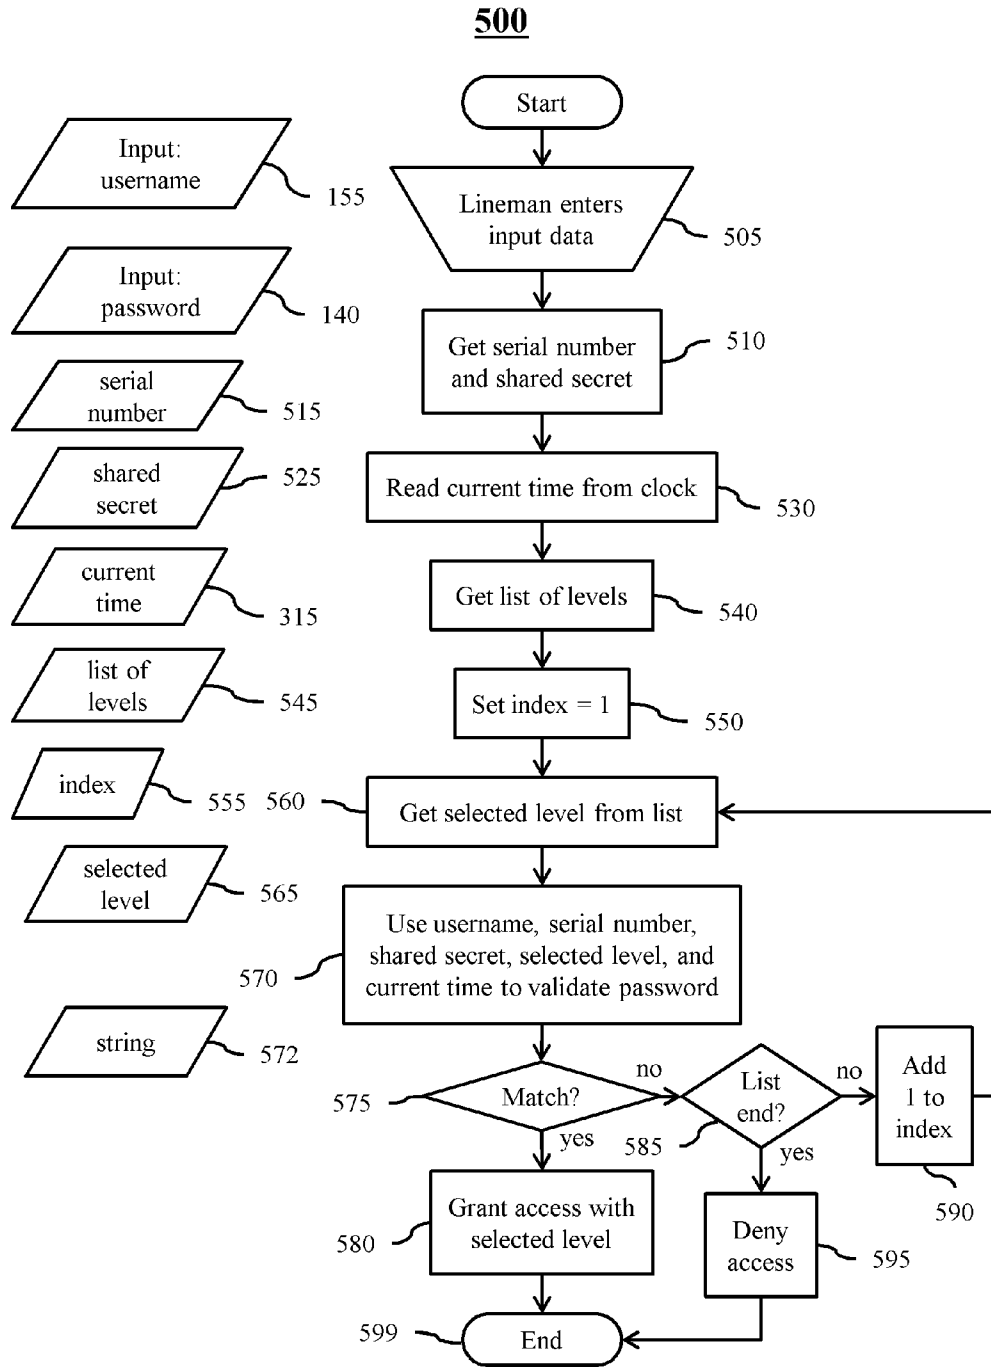 500
Start
Input:
username
155
Lineman enters
input data
505
Input:
password
140
Get serial number
and shared secret
510
serial
number
515
shared
secret
525
Read current time from clock
530
current
time
315
Get list of levels
540
list of
levels
545
Set index = 1
550
index
555
560
Get selected level from list
selected
level
565
Use username, serial number,
shared secret, selected level, and
current time to validate password
570
string
572
575
Match?
no
yes
List
end?
585
no
yes
Add
1 to
index
590
Grant access with
selected level
580
Deny
access
595
599
End